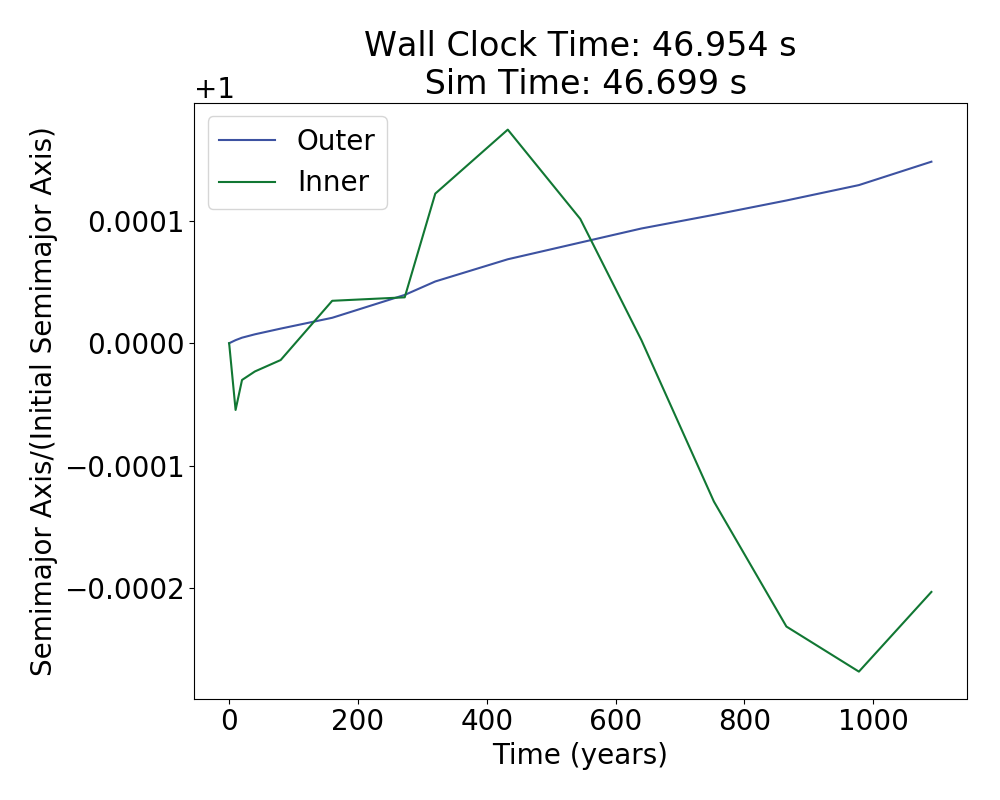 Wall Clock Time: 46.954 s
Sim Time: 46.699 s
+1
Outer
Inner
Semimajor Axis/(Initial Semimajor Axis)
0.0001
0.0000
−0.0001
−0.0002
0 200 400 600 800 1000
Time (years)